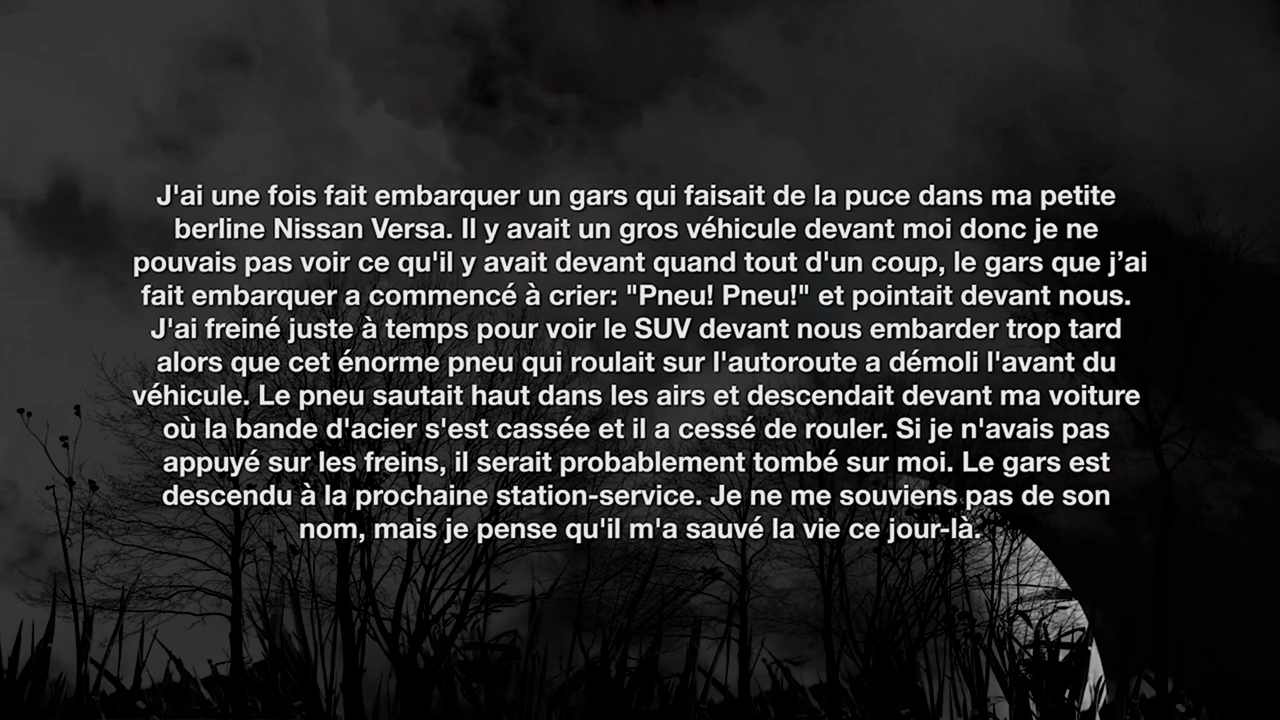 J'ai une fois fait embarquer un gars qui faisait de la puce dans ma petite
berline Nissan Versa. Il y avait un gros véhicule devant moi donc je ne
pouvais pas voir ce qu'il y avait devant quand tout d'un coup, le gars que j’ai
fait embarquer a commencé à crier: "Pneu! Pneu!" et pointait devant nous.
J'ai freiné juste à temps pour voir le SUV devant nous embarder trop tard
alors que cet énorme pneu qui roulait sur l'autoroute a démoli l'avant du
véhicule. Le pneu sautait haut dans les airs et descendait devant ma voiture
où la bande d'acier s'est cassée et il a cessé de rouler. Si je n'avais pas
appuyé sur les freins, il serait probablement tombé sur moi. Le gars est
descendu à la prochaine station-service. Je ne me souviens pas de son
nom, mais je pense qu'il m'a sauvé la vie ce jour-là.